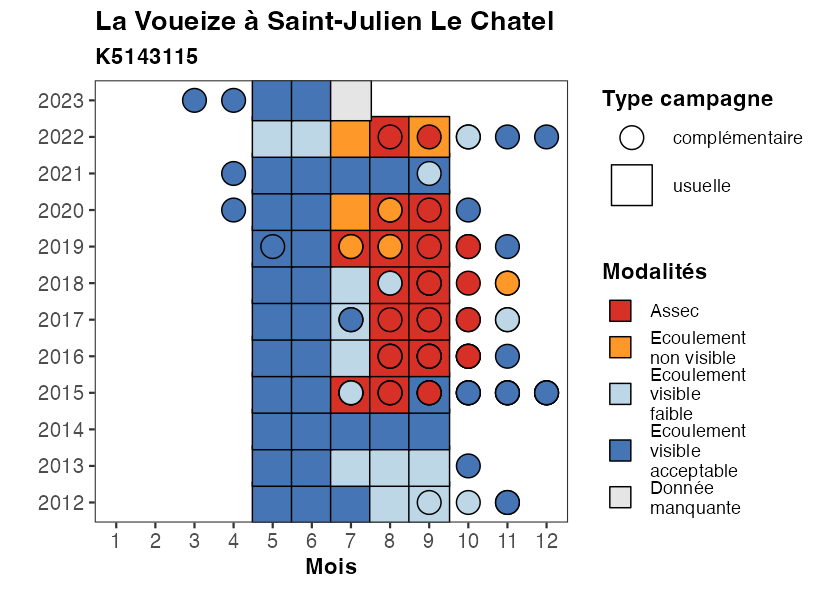 La Voueize à Saint-Julien Le Chatel
K5143115
2023
2022
2021
2020
2019
2018
2017
2016
2015
2014
2013
2012
1 2 3 4 5 6 7 8 9 10 11 12
Mois
Type campagne
complémentaire
usuelle
Modalités
Assec
Ecoulement
non visible
Ecoulement
visible
faible
Ecoulement
visible
acceptable
Donnée
manquante